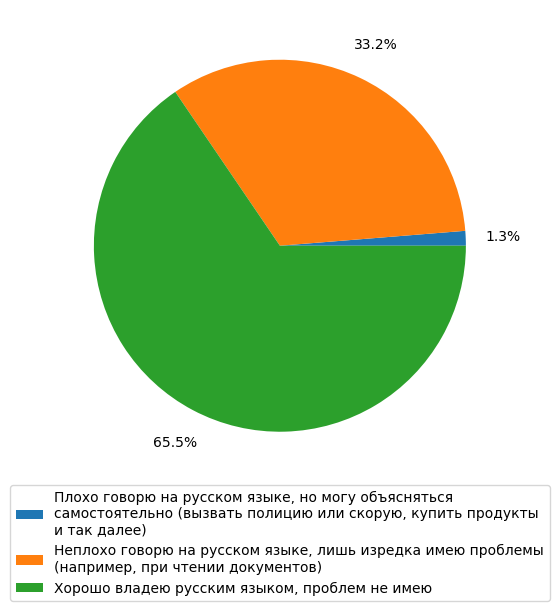 33.2%
1.3%
65.5%
Плохо говорю на русском языке, но могу объясняться
самостоятельно (вызвать полицию или скорую, купить продукты
и так далее)
Неплохо говорю на русском языке, лишь изредка имею проблемы
(например, при чтении документов)
Хорошо владею русским языком, проблем не имею